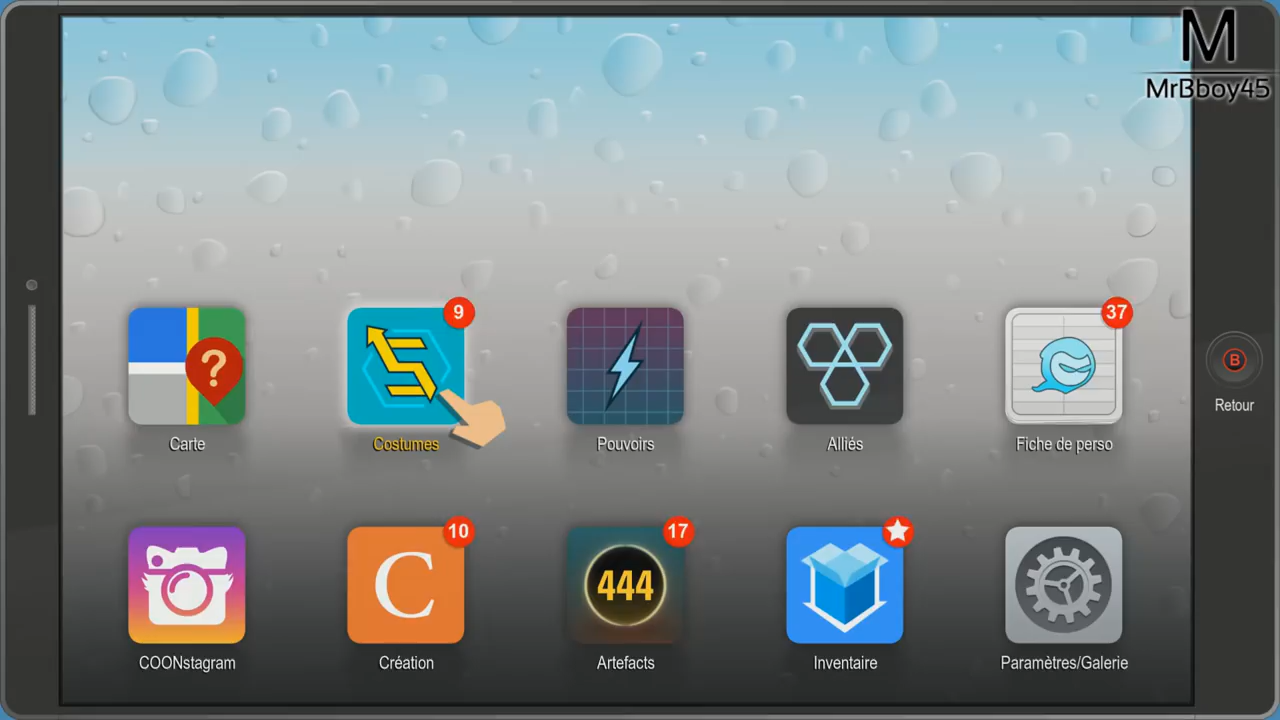 M
MrBboy45
9
37
?
B
Carte
Costumes
Pouvoirs
Alliés
Fiche de perso
Retour
10
17
C
444
COONstagram
Création
Artefacts
Inventaire
Paramètres/Galerie